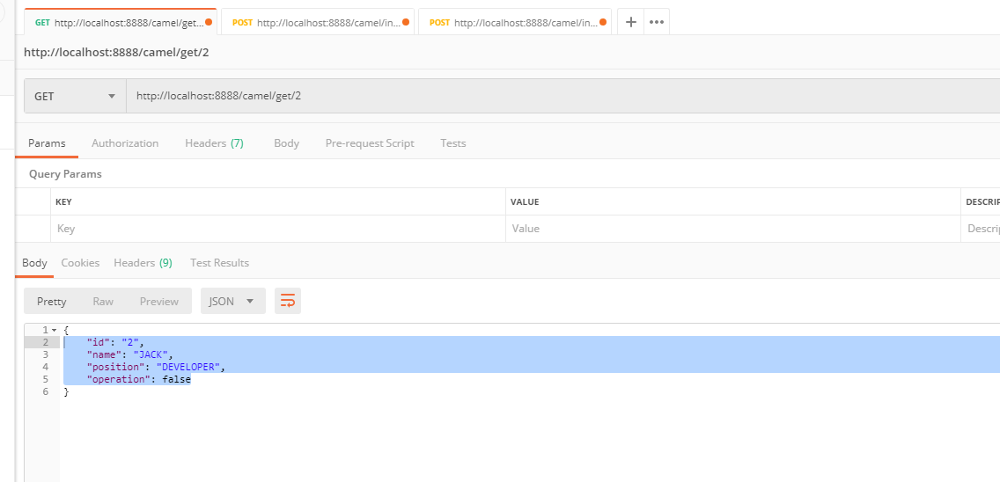 GET http://localhost:8888/camel/get... POST http://localhost:8888/camel/in... POST http://localhost:8888/camel/in... + •••
http://localhost:8888/camel/get/2
GET http://localhost:8888/camel/get/2
Params Authorization Headers (7) Body Pre-request Script Tests
Query Params
KEY VALUE DESCRIP
Key Value Descrip
Body Cookies Headers (9) Test Results
Pretty Raw Preview JSON
1 {
2 "id": "2",
3 "name": "JACK",
4 "position": "DEVELOPER",
5 "operation": false
6 }